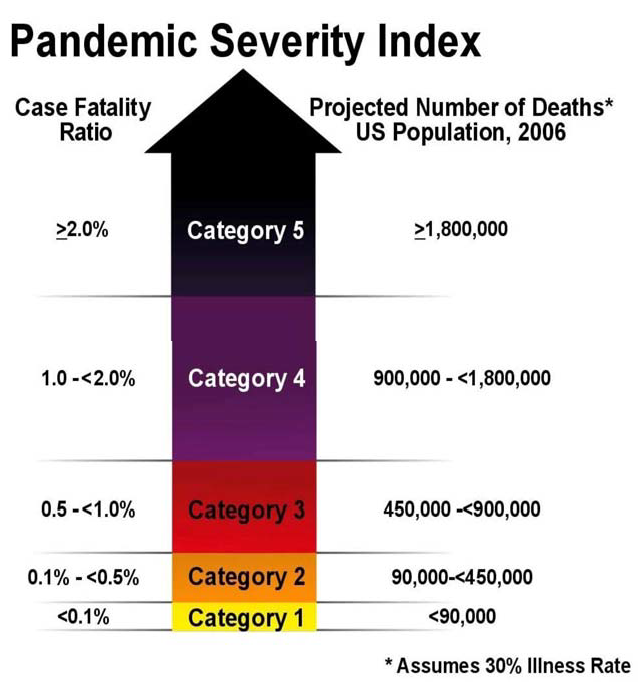 Pandemic Severity Index
Case Fatality
Ratio
Projected Number of Deaths*
US Population, 2006
≥2.0%
Category 5
≥1,800,000
1.0 -<2.0%
Category 4
900,000 - <1,800,000
0.5 -<1.0%
Category 3
450,000 -<900,000
0.1% - <0.5%
Category 2
90,000-<450,000
<0.1%
Category 1
<90,000
* Assumes 30% Illness Rate